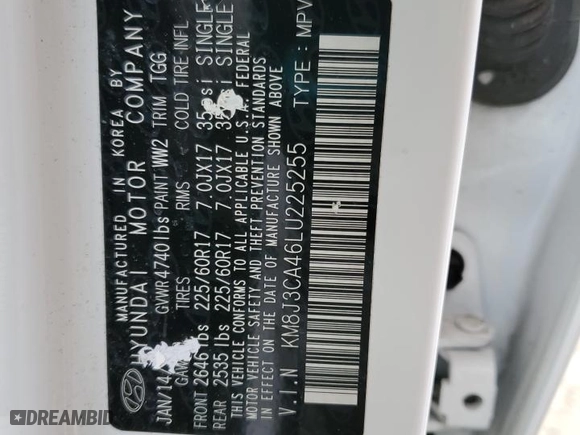 MANUFACTURED IN KOREA BY
HYUNDAI MOTOR COMPANY
JAN/14/ GVWR 4740 lbs PAINT WW2 TRIM TGG
TIRES RIMS COLD TIRE INFL
FRONT 2646 lbs 225/60R17 7.0JX17 SINGLE
REAR 2535 lbs 225/60R17 7.0JX17 SINGLE
THIS VEHICLE CONFORMS TO ALL APPLICABLE U.S.A. FEDERAL
MOTOR VEHICLE SAFETY AND THEFT PREVENTION STANDARDS
IN EFFECT ON THE DATE OF MANUFACTURE SHOWN ABOVE
V.I.N KM8J3CA46LU225255 TYPE : MPV
DREAMBID